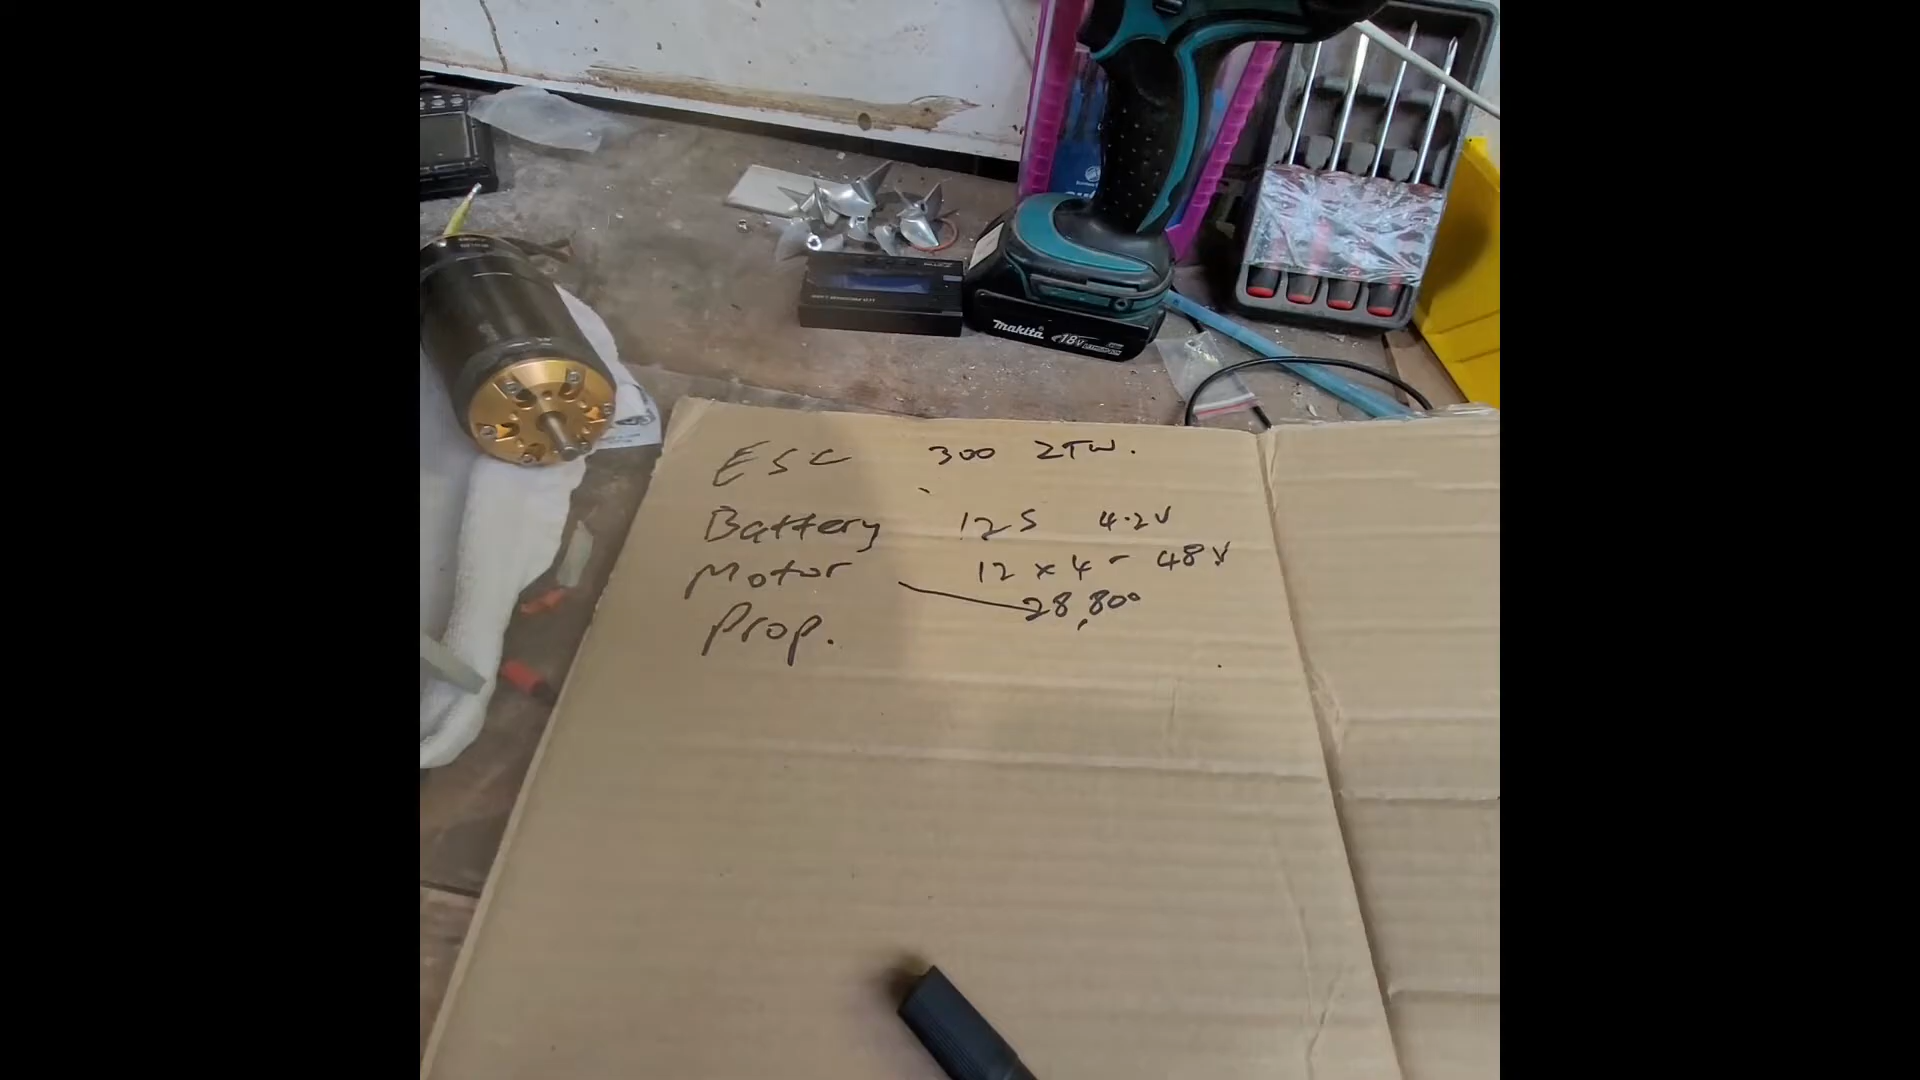 makita 18V
ESC 300 ZTW.
Battery 12S 4.2V
Motor 12 x 4 - 48V
28,800
Prop.